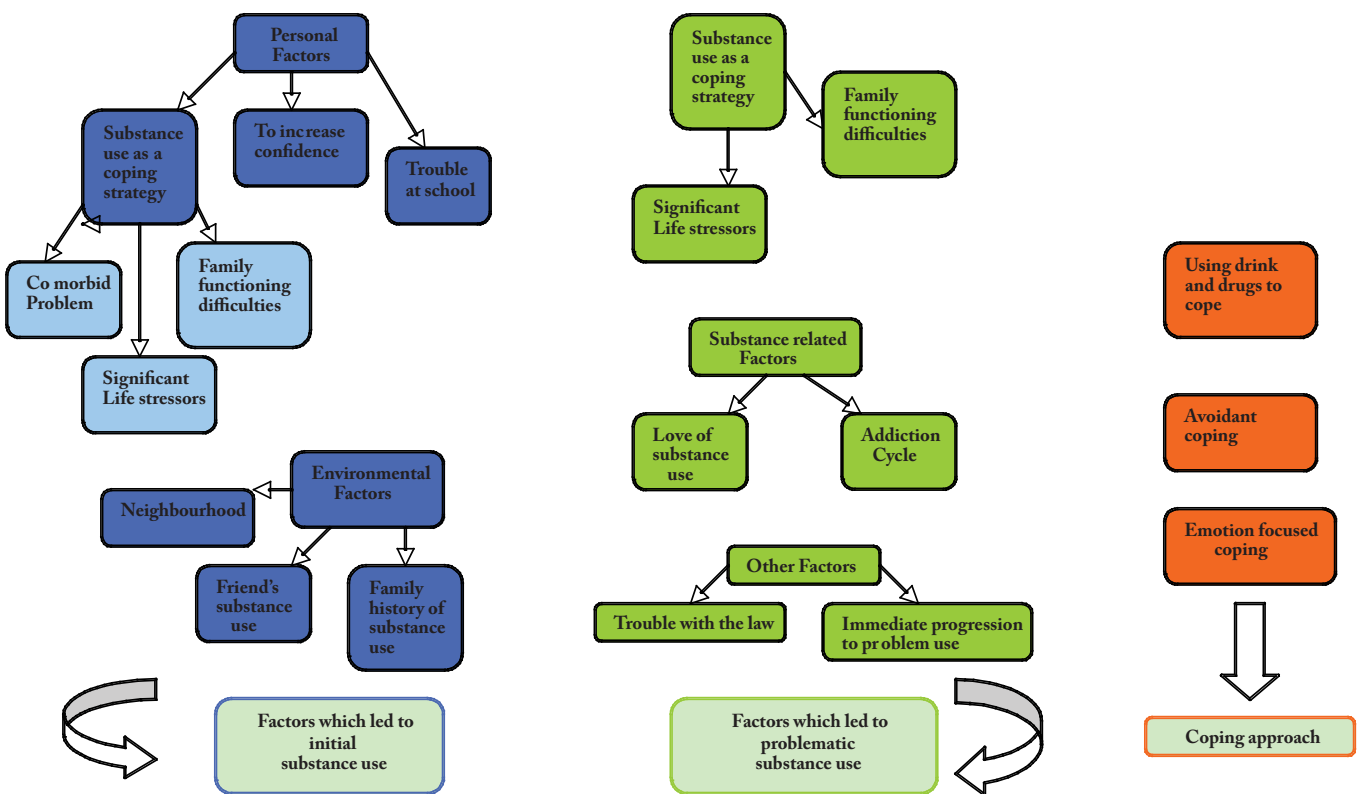 Personal
Factors
Substance
use as a
coping
strategy
To increase
confidence
Trouble
at school
Co morbid
Problem
Family
functioning
difficulties
Significant
Life stressors
Environmental
Factors
Neighbourhood
Friend's
substance
use
Family
history of
substance
use
Factors which led to
initial
substance use
Substance
use as a
coping
strategy
Family
functioning
difficulties
Significant
Life stressors
Substance related
Factors
Love of
substance
use
Addiction
Cycle
Other Factors
Trouble with the law
Immediate progression
to problem use
Factors which led to
problematic
substance use
Using drink
and drugs to
cope
Avoidant
coping
Emotion focused
coping
Coping approach